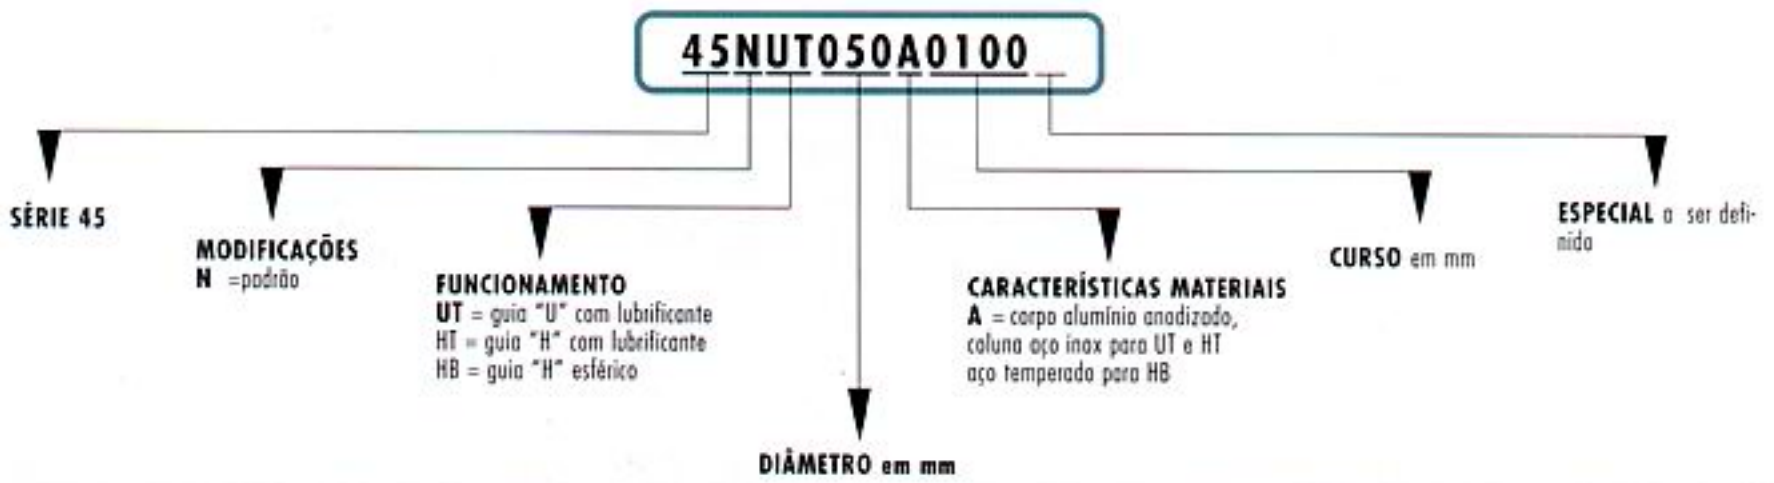 45NUT050A0100_
SÉRIE 45
MODIFICAÇÕES
N =padrão
FUNCIONAMENTO
UT = guia "U" com lubrificante
HT = guia "H" com lubrificante
HB = guia "H" esférico
DIÂMETRO em mm
CARACTERÍSTICAS MATERIAIS
A = corpo alumínio anodizado,
coluna aço inox para UT e HT
aço temperado para HB
CURSO em mm
ESPECIAL a ser defi-
nido